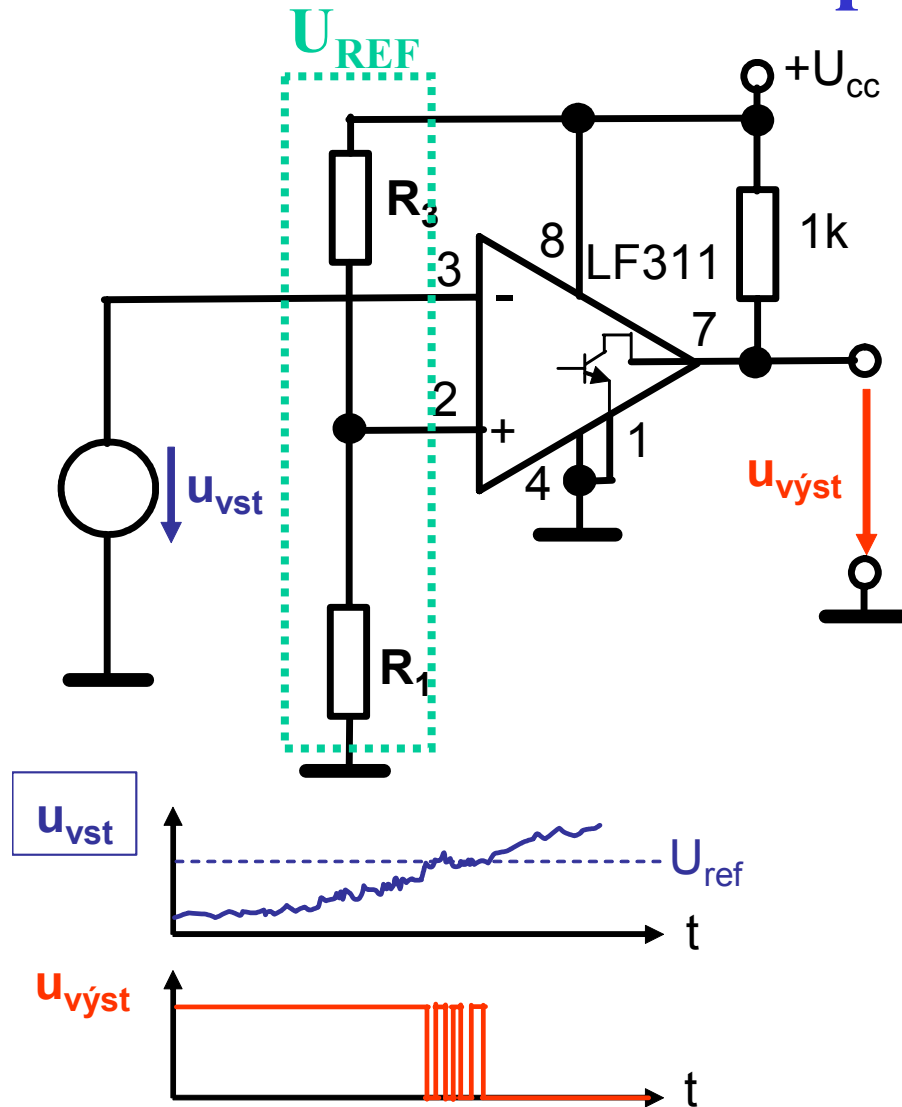 U_REF
+U_cc
R_3
8
LF311
1k
3
-
7
2
+
1
4
u_vst
u_výst
R_1
u_vst
U_ref
t
u_výst
t